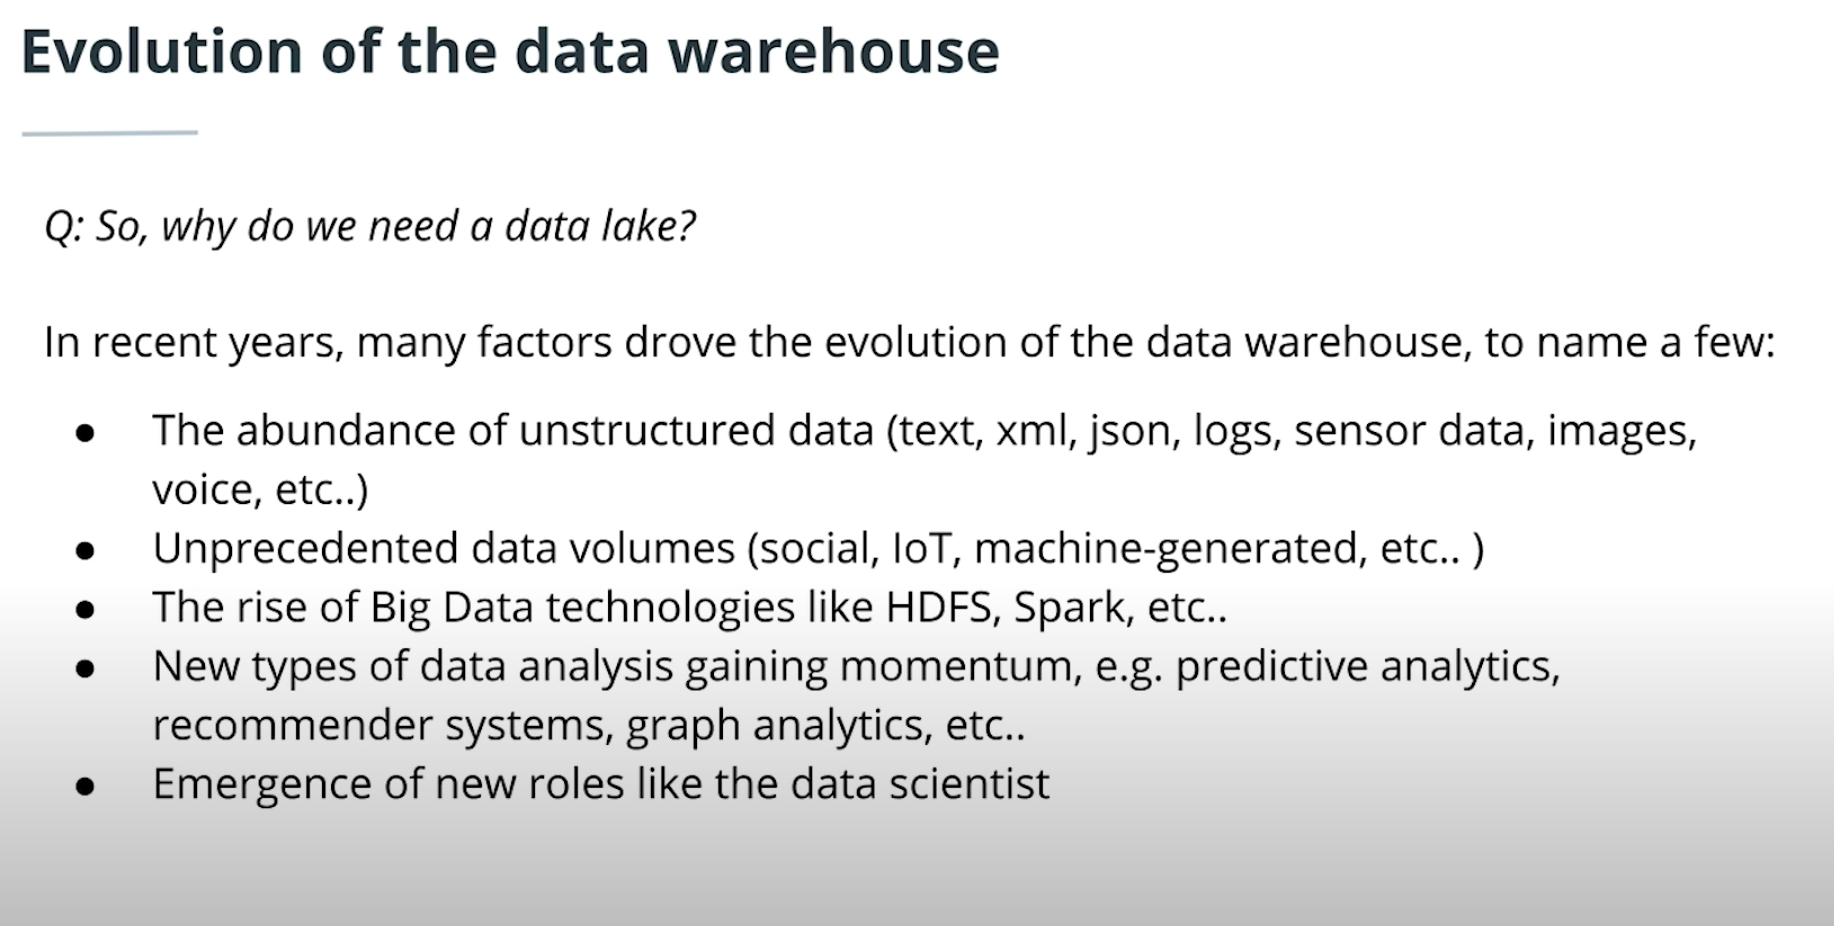 Evolution of the data warehouse
Q: So, why do we need a data lake?
In recent years, many factors drove the evolution of the data warehouse, to name a few:
● The abundance of unstructured data (text, xml, json, logs, sensor data, images,
voice, etc..)
● Unprecedented data volumes (social, IoT, machine-generated, etc.. )
● The rise of Big Data technologies like HDFS, Spark, etc..
● New types of data analysis gaining momentum, e.g. predictive analytics,
recommender systems, graph analytics, etc..
● Emergence of new roles like the data scientist